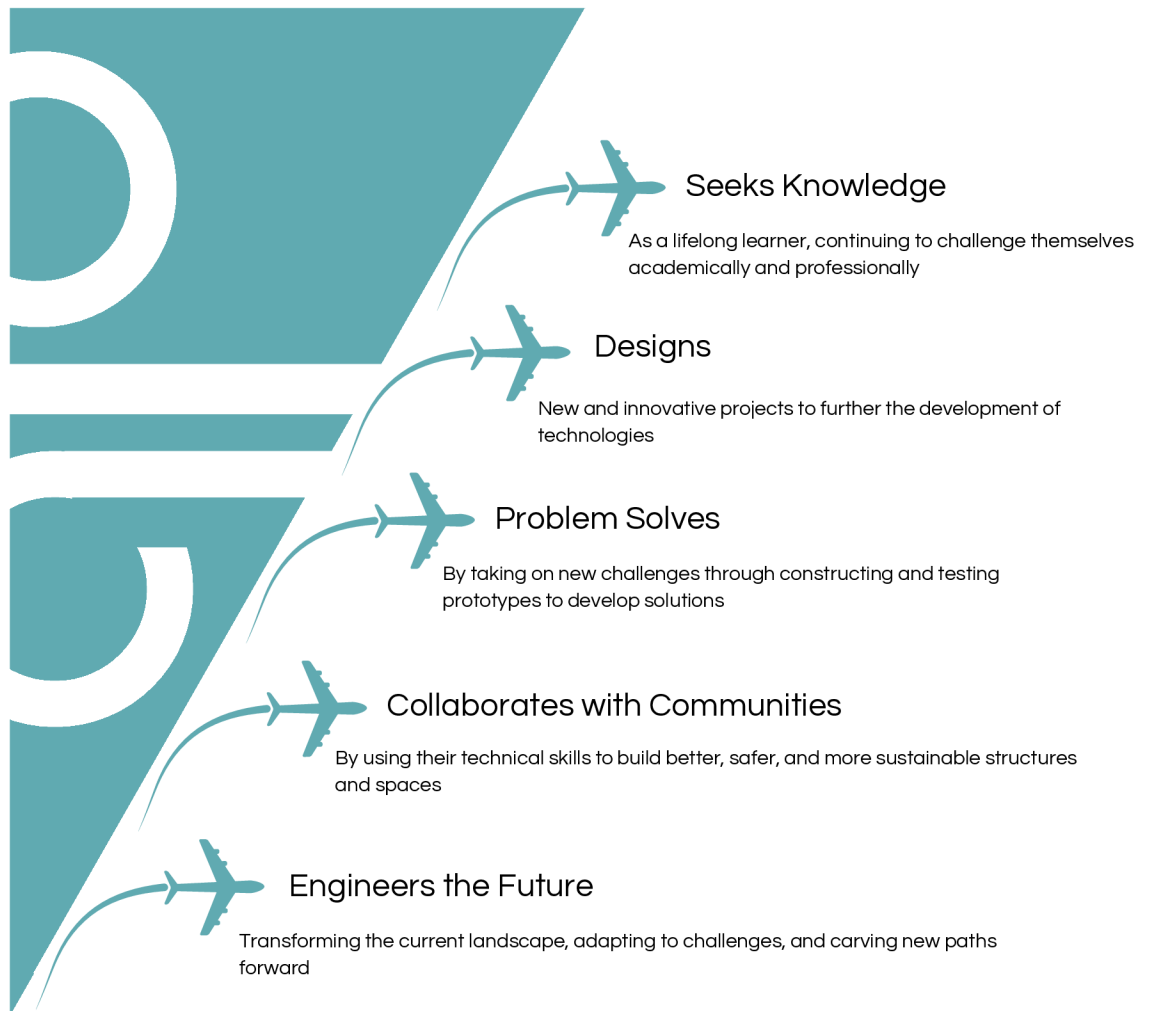 Seeks Knowledge
As a lifelong learner, continuing to challenge themselves
academically and professionally
Designs
New and innovative projects to further the development of
technologies
Problem Solves
By taking on new challenges through constructing and testing
prototypes to develop solutions
Collaborates with Communities
By using their technical skills to build better, safer, and more sustainable structures
and spaces
Engineers the Future
Transforming the current landscape, adapting to challenges, and carving new paths
forward